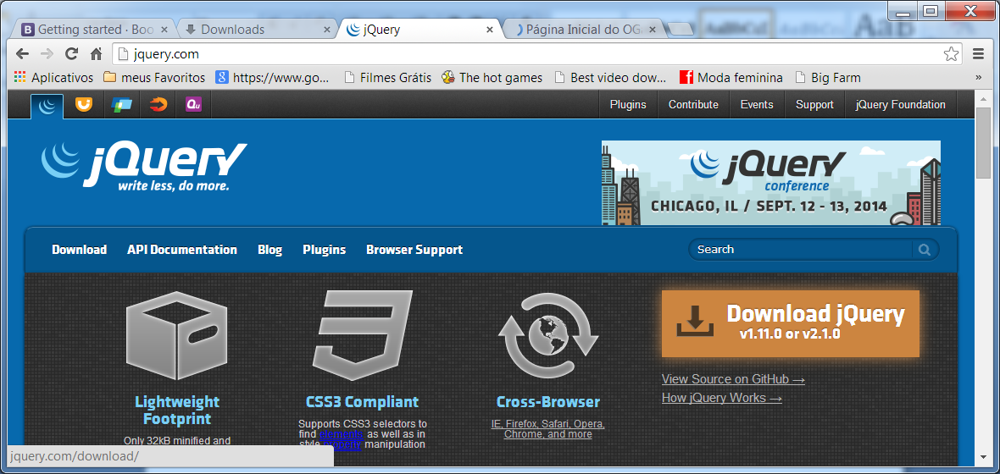 Getting started · Boo
Downloads
jQuery
Página Inicial do OG
jquery.com
Aplicativos
meus Favoritos
https://www.go...
Filmes Grátis
The hot games
Best video dow...
Moda feminina
Big Farm
»
Plugins
Contribute
Events
Support
jQuery Foundation
jQuery
write less, do more.
jQuery
conference
CHICAGO, IL / SEPT. 12 - 13, 2014
Download
API Documentation
Blog
Plugins
Browser Support
Search
Download jQuery
v1.11.0 or v2.1.0
View Source on GitHub →
How jQuery Works →
Lightweight
Footprint
Only 32kB minified and
CSS3 Compliant
Supports CSS3 selectors to
find elements as well as in
style property manipulation
Cross-Browser
IE, Firefox, Safari, Opera,
Chrome, and more
jquery.com/download/